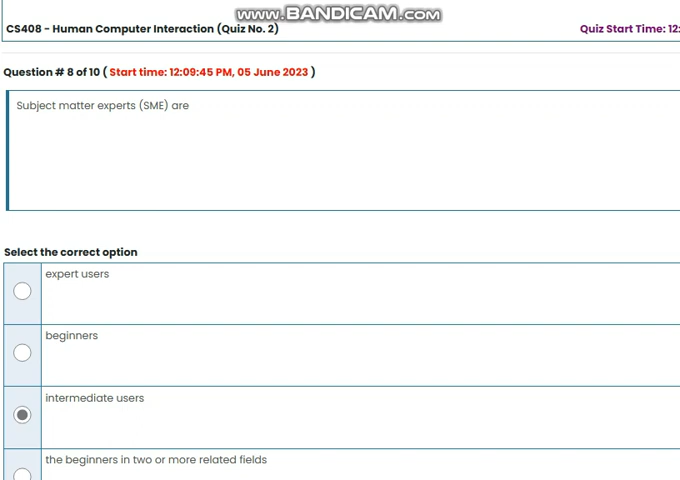 www.BANDICAM.com
CS408 - Human Computer Interaction (Quiz No. 2)
Quiz Start Time: 12:
Question # 8 of 10 ( Start time: 12:09:45 PM, 05 June 2023 )
Subject matter experts (SME) are
Select the correct option
expert users
beginners
intermediate users
the beginners in two or more related fields